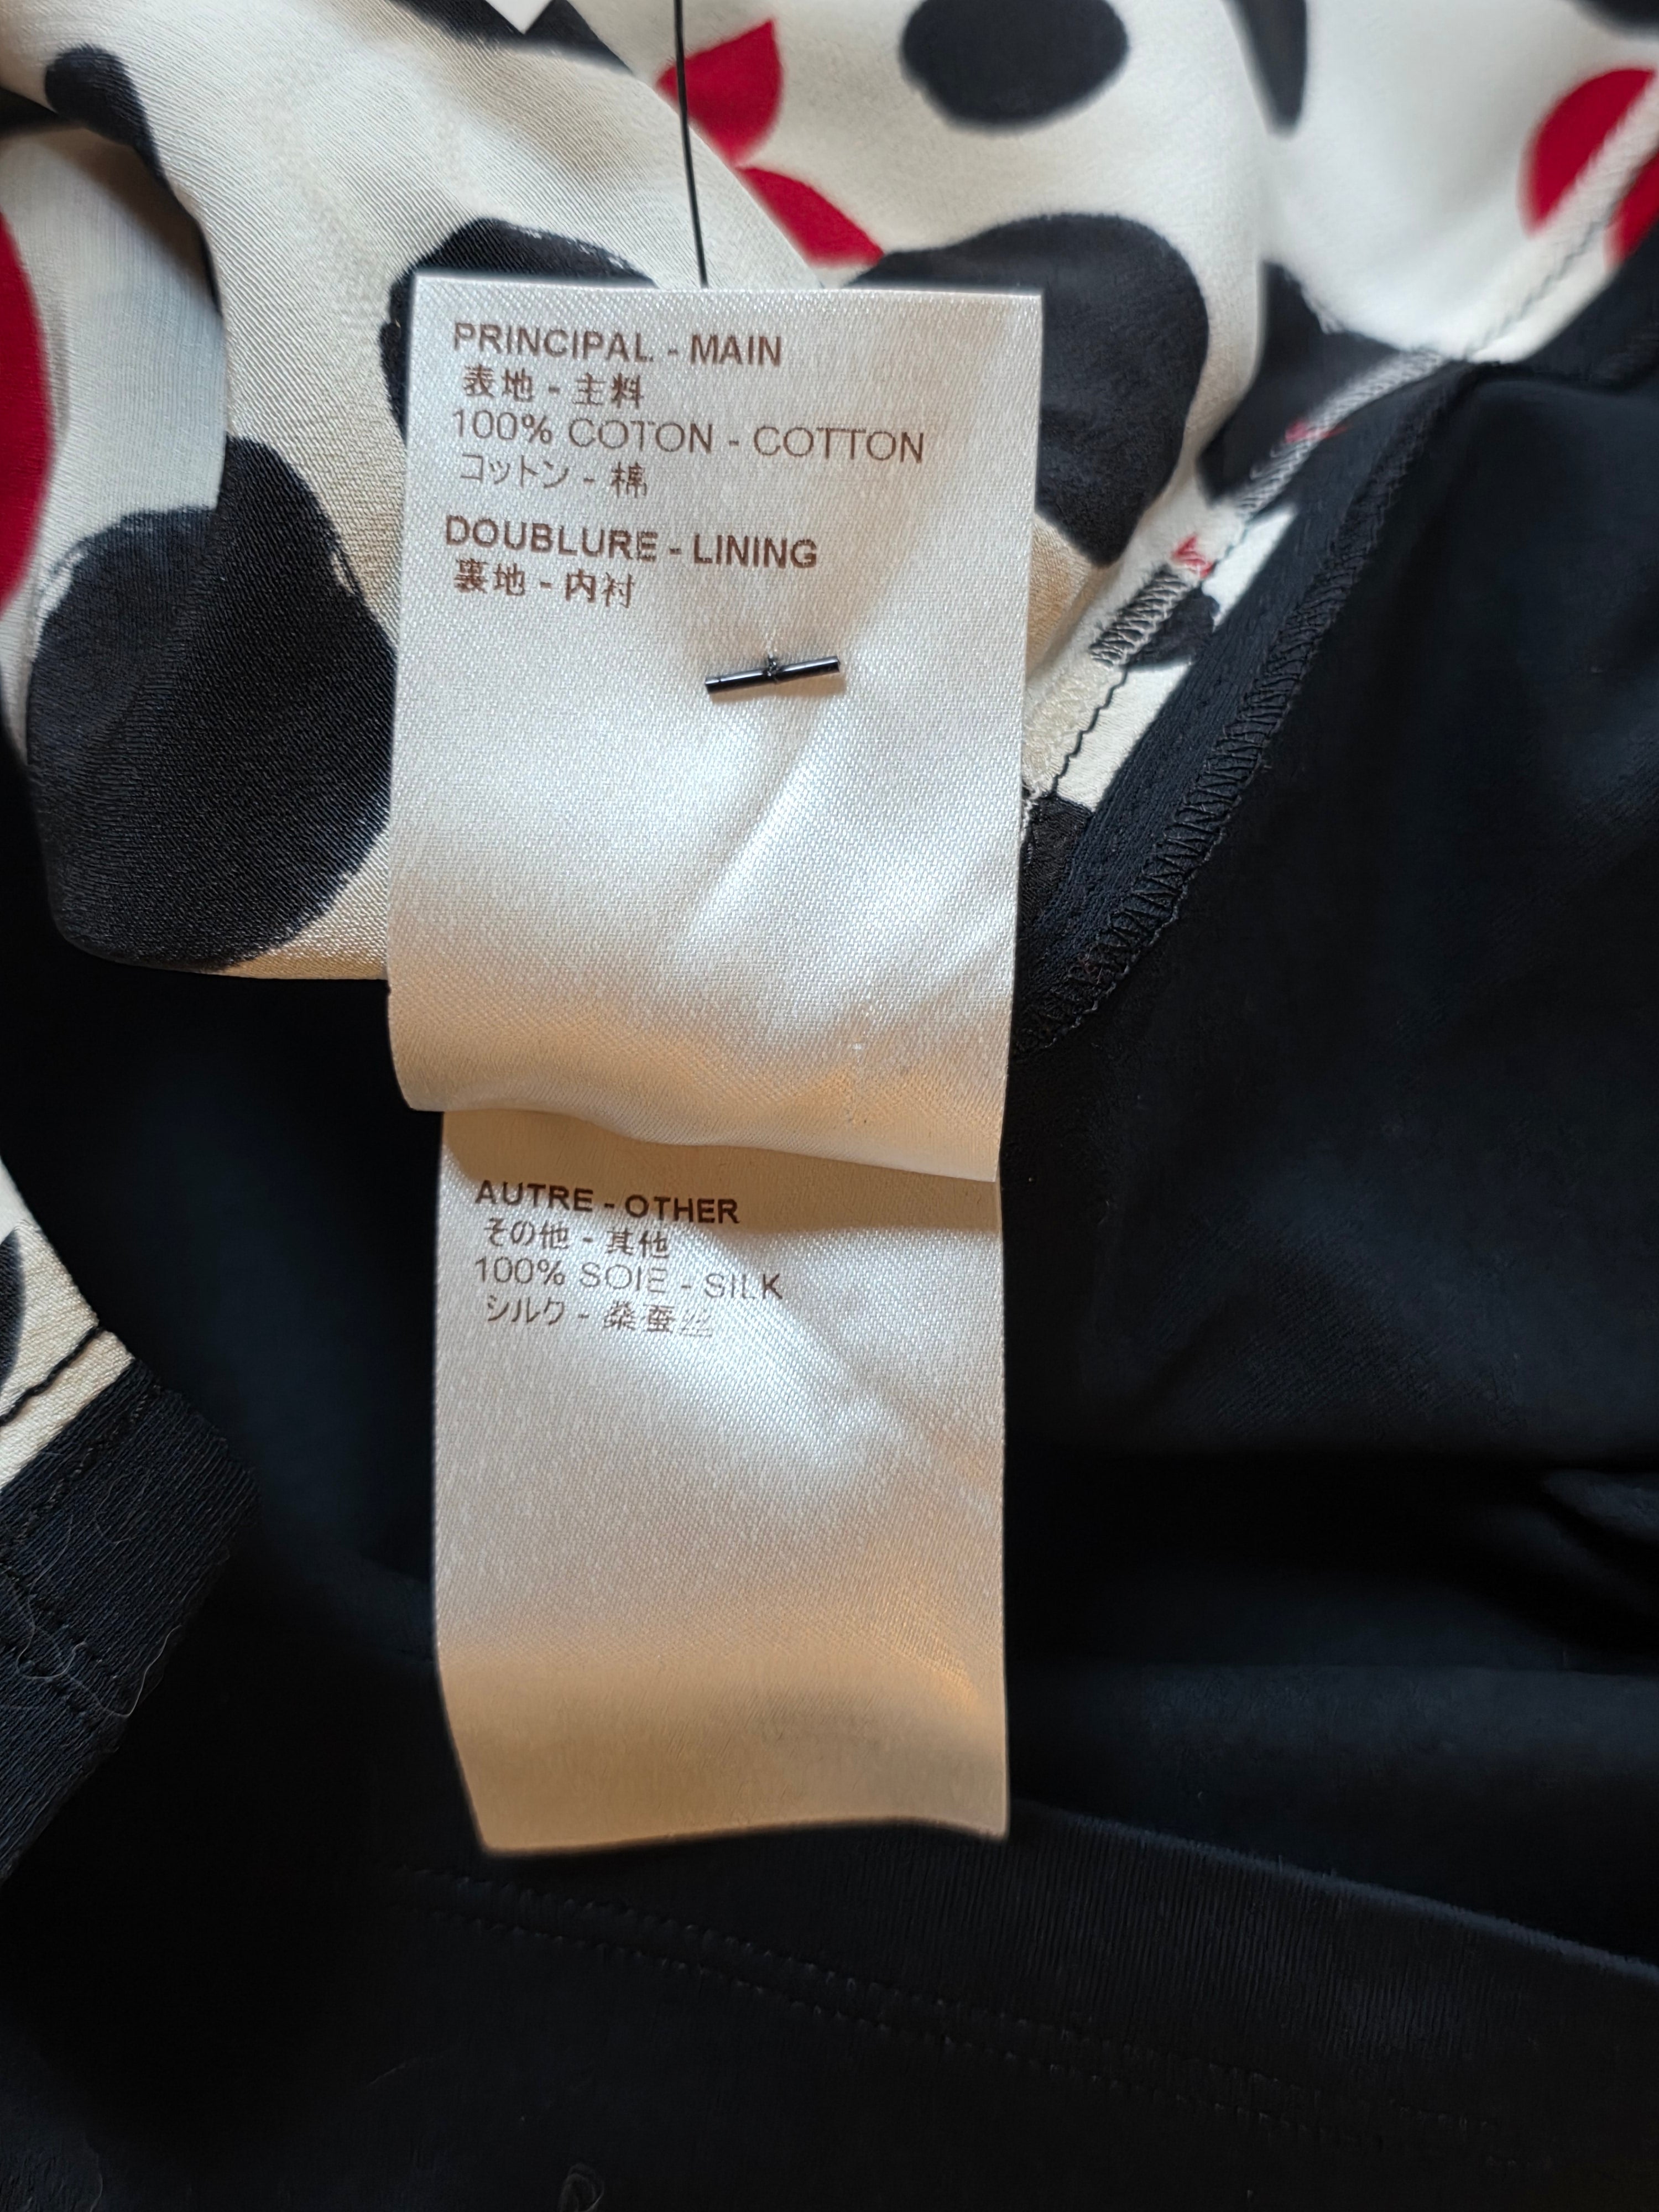 PRINCIPAL - MAIN
表地 - 主料
100% COTON - COTTON
コットン - 棉
DOUBLURE - LINING
裏地 - 内衬
AUTRE - OTHER
その他 - 其他
100% SOIE - SILK
シルク - 桑蚕丝